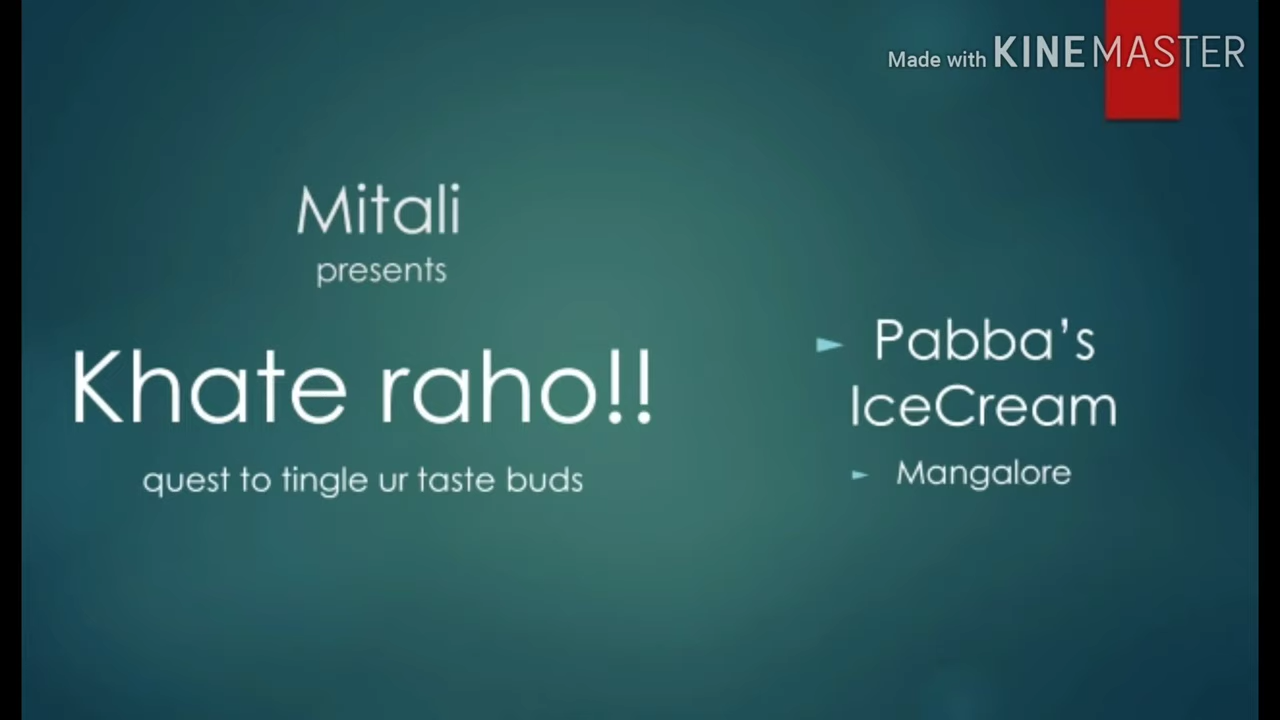 Made with KINEMASTER
Mitali
presents
Khate raho!!
quest to tingle ur taste buds
Pabba's
IceCream
Mangalore